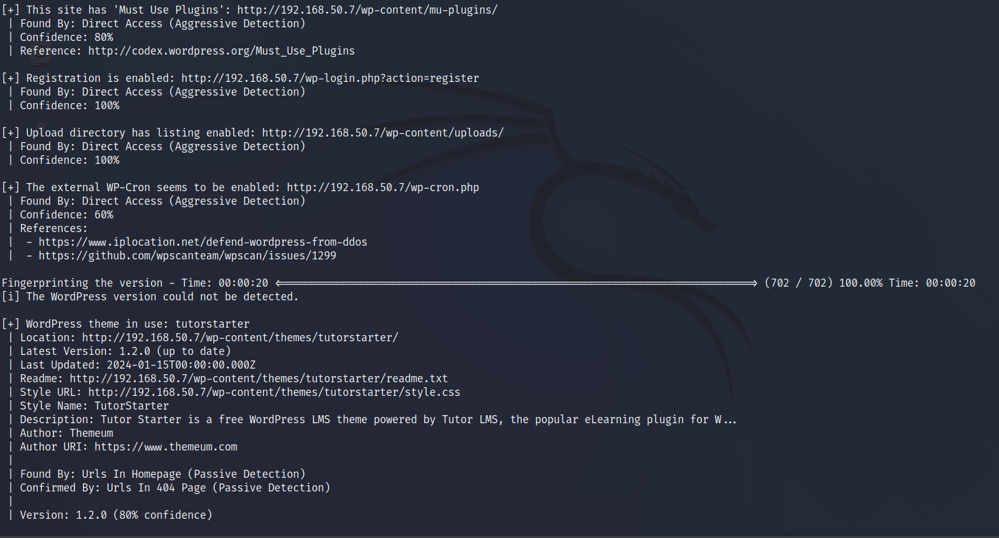 [+] This site has 'Must Use Plugins': http://192.168.50.7/wp-content/mu-plugins/
 | Found By: Direct Access (Aggressive Detection)
 | Confidence: 80%
 | Reference: http://codex.wordpress.org/Must_Use_Plugins

[+] Registration is enabled: http://192.168.50.7/wp-login.php?action=register
 | Found By: Direct Access (Aggressive Detection)
 | Confidence: 100%

[+] Upload directory has listing enabled: http://192.168.50.7/wp-content/uploads/
 | Found By: Direct Access (Aggressive Detection)
 | Confidence: 100%

[+] The external WP-Cron seems to be enabled: http://192.168.50.7/wp-cron.php
 | Found By: Direct Access (Aggressive Detection)
 | Confidence: 60%
 | References:
 |  - https://www.iplocation.net/defend-wordpress-from-ddos
 |  - https://github.com/wpscanteam/wpscan/issues/1299

Fingerprinting the version - Time: 00:00:20 <=============================================================================> (702 / 702) 100.00% Time: 00:00:20
[i] The WordPress version could not be detected.

[+] WordPress theme in use: tutorstarter
 | Location: http://192.168.50.7/wp-content/themes/tutorstarter/
 | Latest Version: 1.2.0 (up to date)
 | Last Updated: 2024-01-15T00:00:00.000Z
 | Readme: http://192.168.50.7/wp-content/themes/tutorstarter/readme.txt
 | Style URL: http://192.168.50.7/wp-content/themes/tutorstarter/style.css
 | Style Name: TutorStarter
 | Description: Tutor Starter is a free WordPress LMS theme powered by Tutor LMS, the popular eLearning plugin for W...
 | Author: Themeum
 | Author URI: https://www.themeum.com
 |
 | Found By: Urls In Homepage (Passive Detection)
 | Confirmed By: Urls In 404 Page (Passive Detection)
 |
 | Version: 1.2.0 (80% confidence)